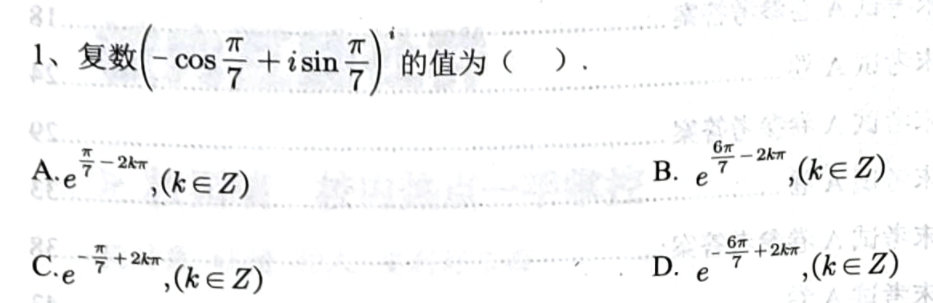 1、复数(-cos π/7 + i sin π/7)^i 的值为（ ）.
A. e^(π/7 - 2kπ),(k∈Z) B. e^(6π/7 - 2kπ),(k∈Z)
C. e^(-π/7 + 2kπ),(k∈Z) D. e^(-6π/7 + 2kπ),(k∈Z)